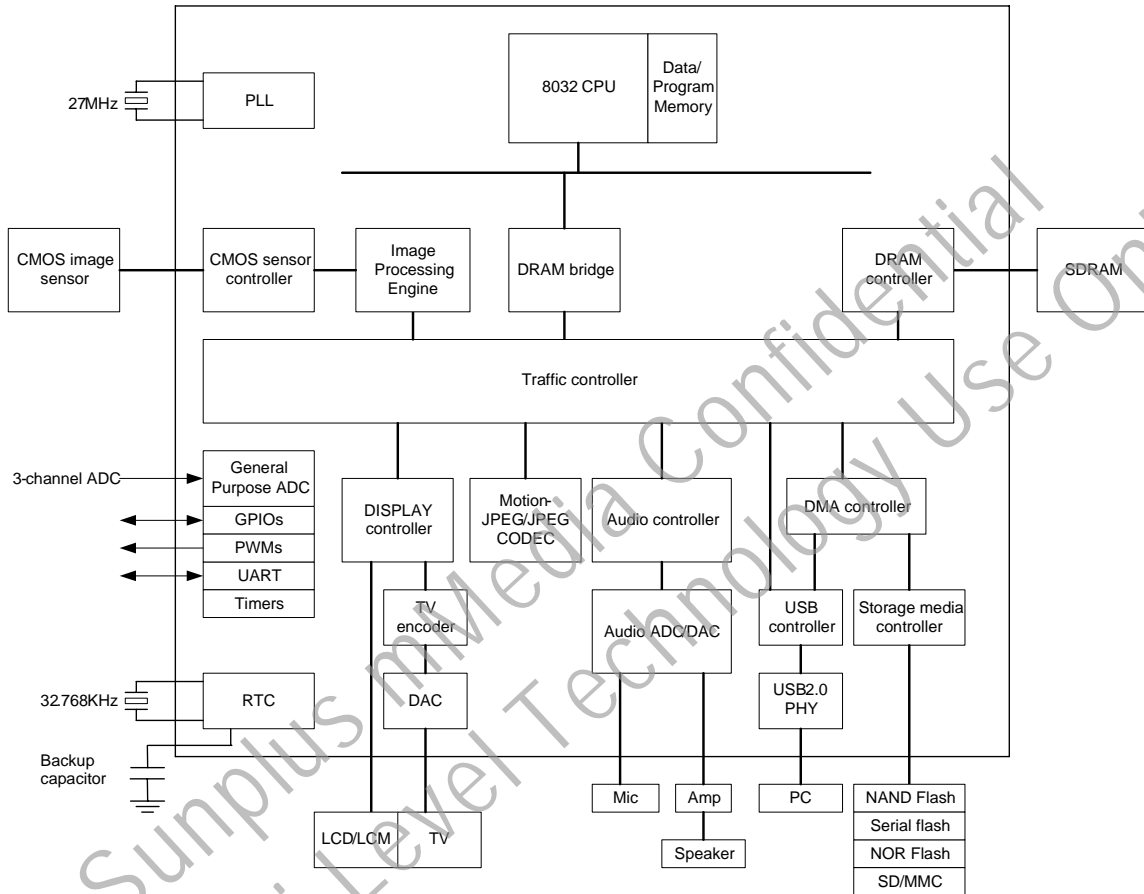 27MHz
PLL
8032 CPU
Data/
Program
Memory
CMOS image
sensor
CMOS sensor
controller
Image
Processing
Engine
DRAM bridge
DRAM
controller
SDRAM
Traffic controller
3-channel ADC
General
Purpose ADC
GPIOs
PWMs
UART
Timers
DISPLAY
controller
Motion-
JPEG/JPEG
CODEC
Audio controller
DMA controller
TV
encoder
Audio ADC/DAC
USB
controller
Storage media
controller
32.768KHz
RTC
DAC
USB2.0
PHY
Backup
capacitor
LCD/LCM
TV
Mic
Amp
Speaker
PC
NAND Flash
Serial flash
NOR Flash
SD/MMC
Sunplus mMedia Confidential
Level Technology Use